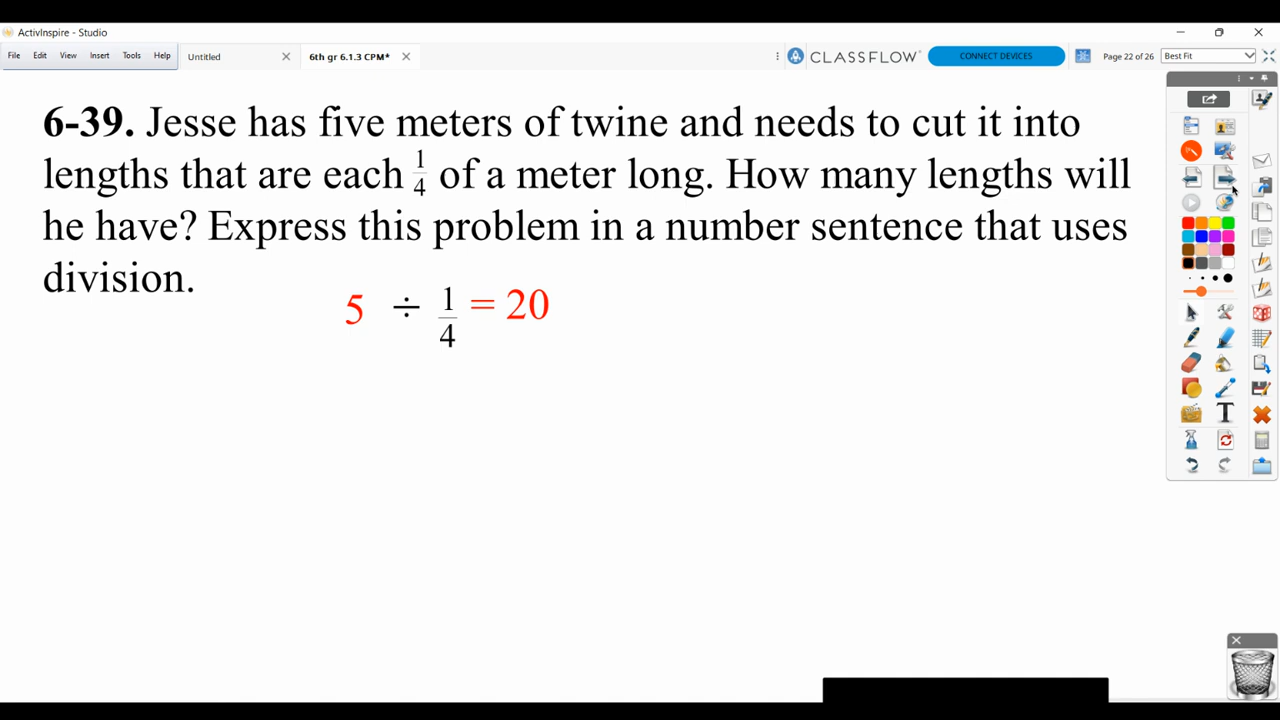 ActivInspire - Studio
File Edit View Insert Tools Help Untitled 6th gr 6.1.3 CPM* CLASSFLOW CONNECT DEVICES Page 22 of 26 Best Fit
6-39. Jesse has five meters of twine and needs to cut it into
lengths that are each 1/4 of a meter long. How many lengths will
he have? Express this problem in a number sentence that uses
division.
5 ÷ 1/4 = 20